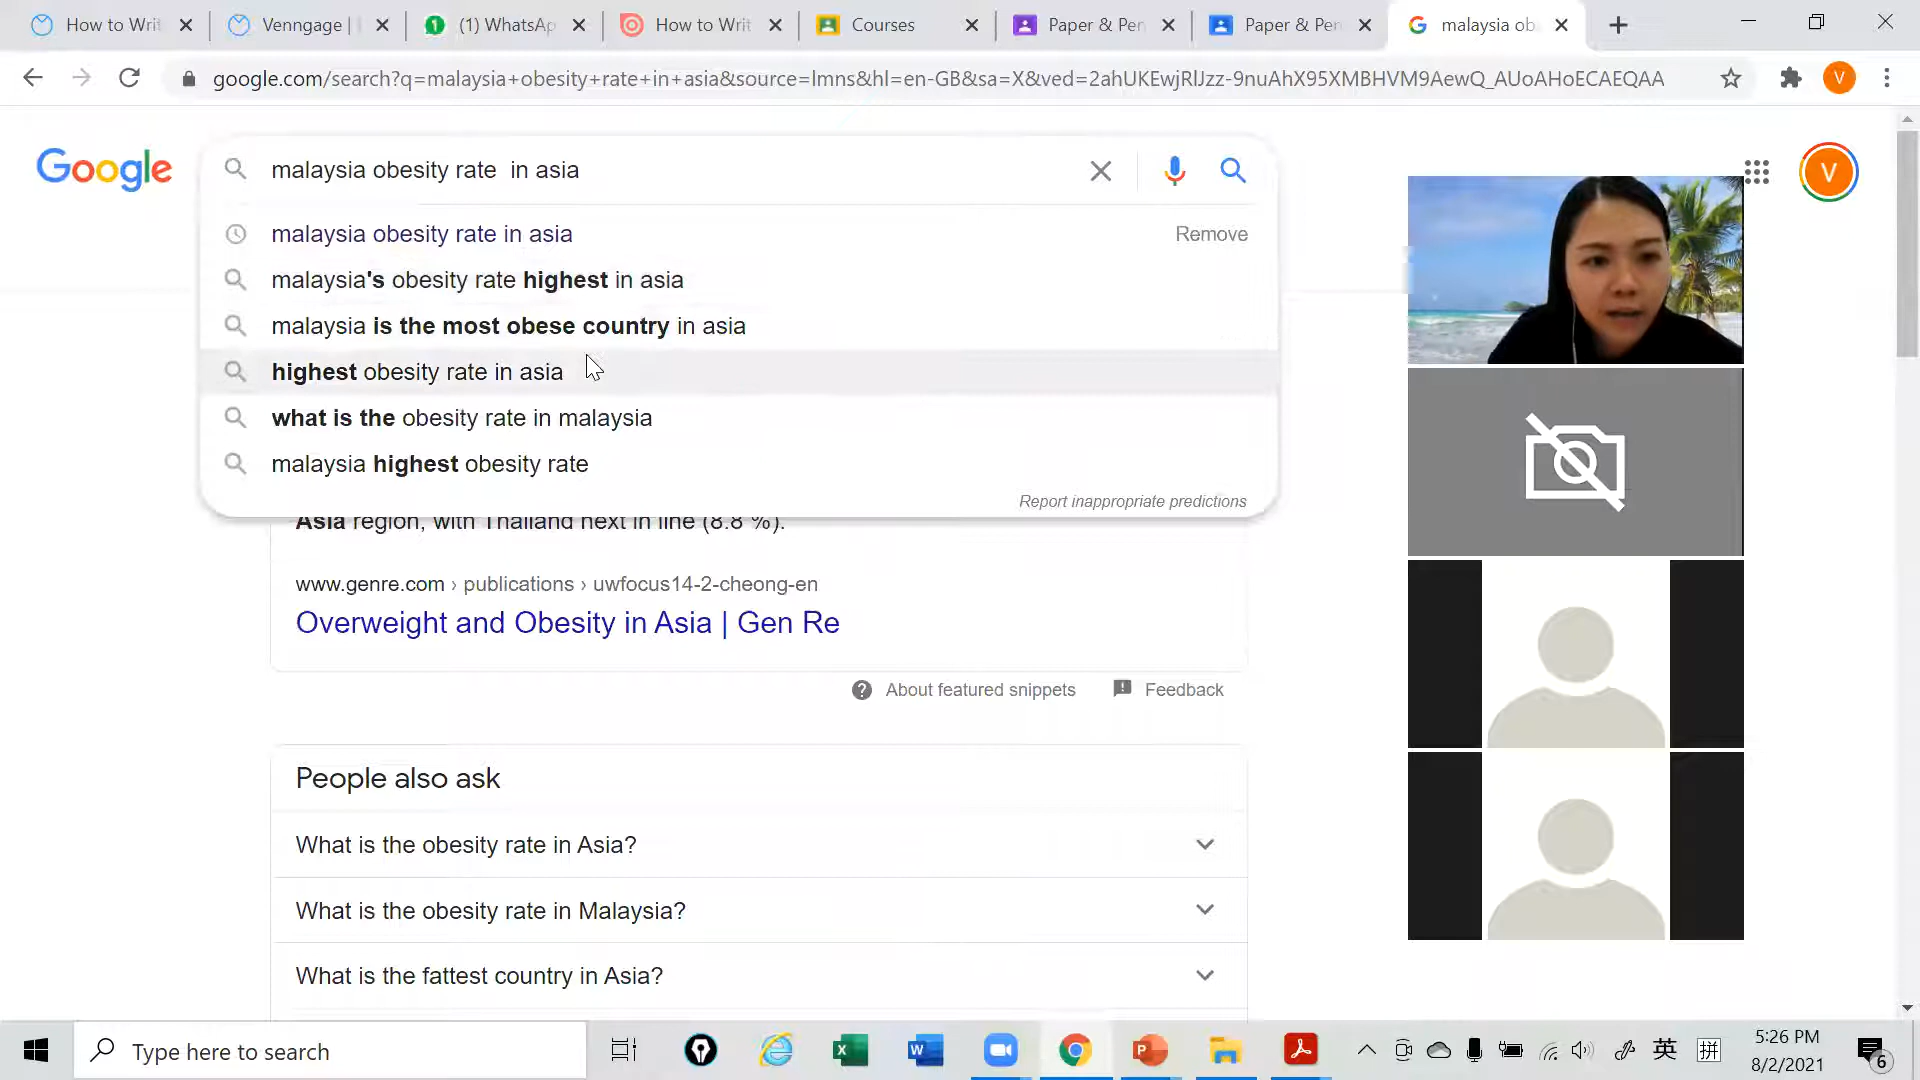 How to Writ
Venngage |
(1) WhatsAp
How to Writ
Courses
Paper & Pen
Paper & Pen
malaysia ob
google.com/search?q=malaysia+obesity+rate+in+asia&source=lmns&hl=en-GB&sa=X&ved=2ahUKEwjRlJzz-9nuAhX95XMBHVM9AewQ_AUoAHoECAEQAA
V
Google
malaysia obesity rate  in asia
V
malaysia obesity rate in asia
Remove
malaysia's obesity rate highest in asia
malaysia is the most obese country in asia
highest obesity rate in asia
what is the obesity rate in malaysia
malaysia highest obesity rate
Report inappropriate predictions
Asia region, with Thailand next in line (8.8 %).
www.genre.com › publications › uwfocus14-2-cheong-en
Overweight and Obesity in Asia | Gen Re
About featured snippets
Feedback
People also ask
What is the obesity rate in Asia?
What is the obesity rate in Malaysia?
What is the fattest country in Asia?
Type here to search
英
拼
5:26 PM
8/2/2021
6